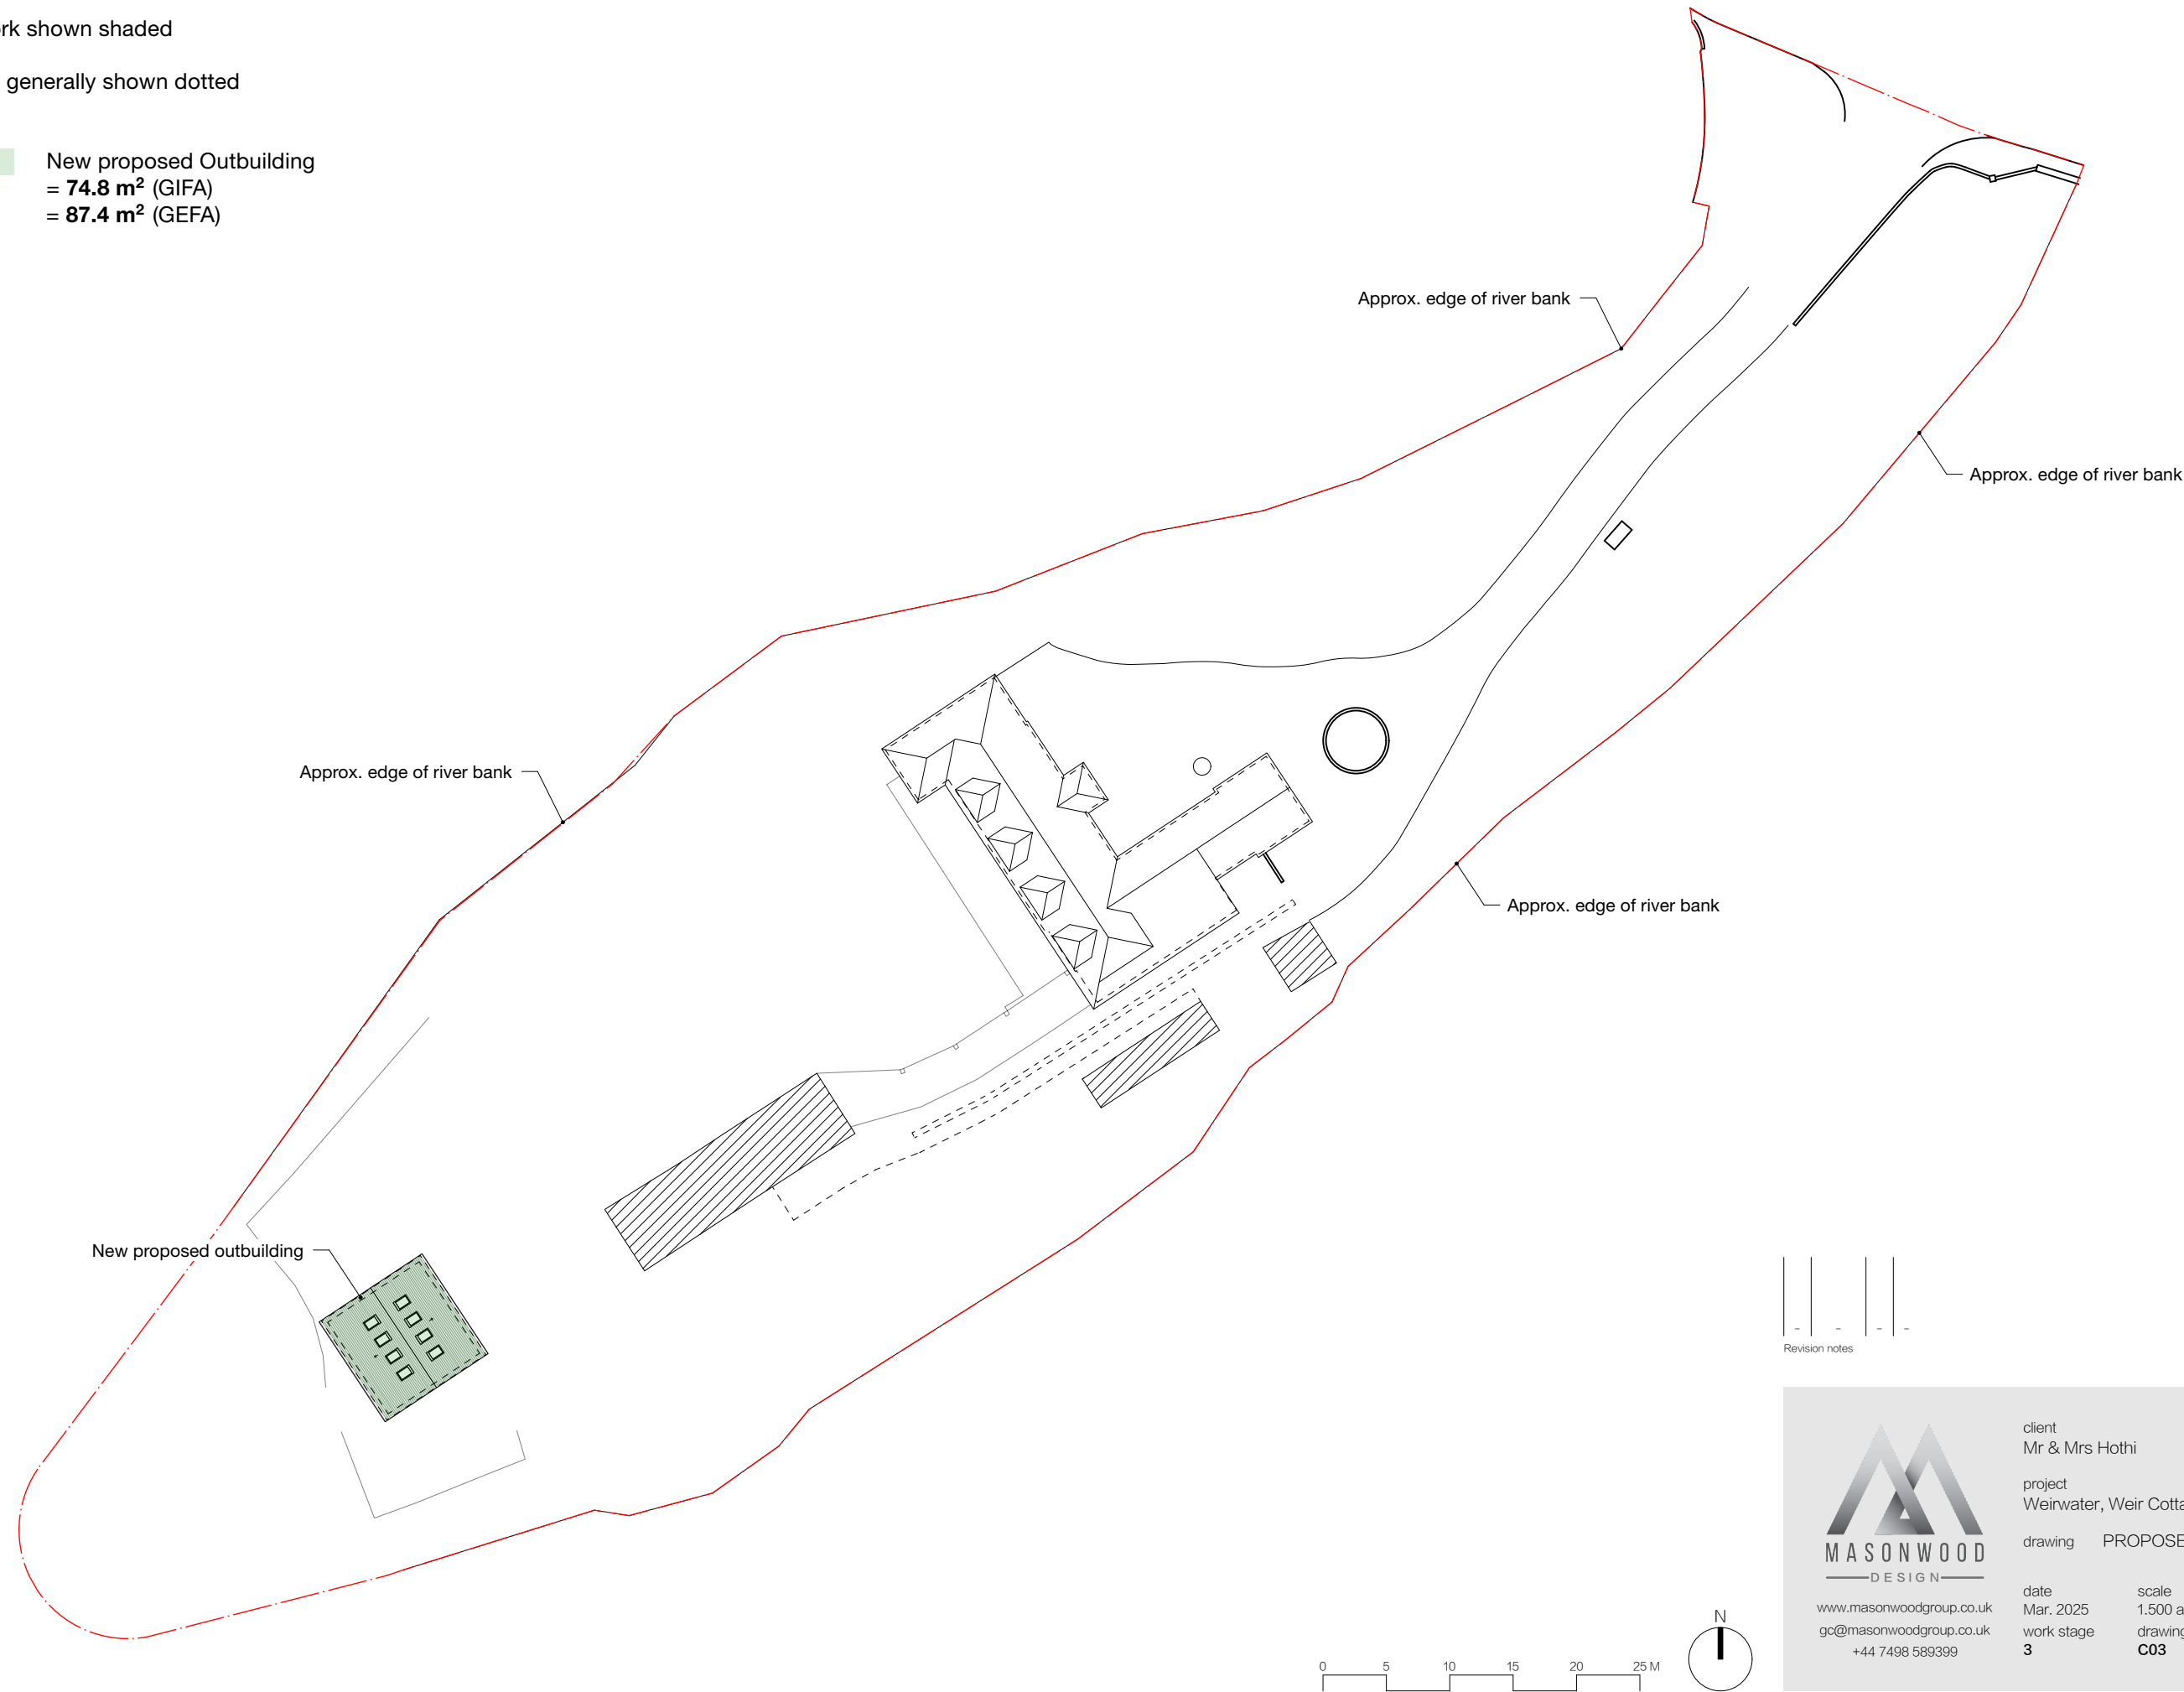 shown shaded
generally shown dotted
New proposed Outbuilding
= 74.8 m² (GIFA)
= 87.4 m² (GEFA)
Approx. edge of river bank
Approx. edge of river bank
Approx. edge of river bank
Approx. edge of river bank
New proposed outbuilding
- - - -
Revision notes
MASONWOOD
DESIGN
www.masonwoodgroup.co.uk
gc@masonwoodgroup.co.uk
+44 7498 589399
client
Mr & Mrs Hothi
project
Weirwater, Weir
drawing
date scale
Mar. 2025 1.500
work stage
3 C03
N
0 5 10 15 20 25 M